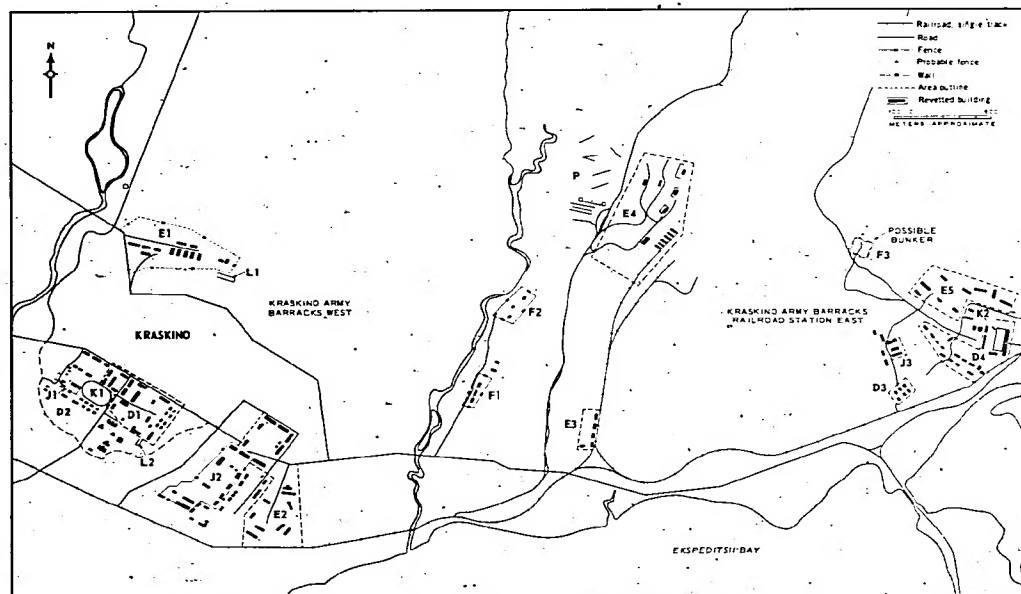 N
Railroad, single track
Road
Fence
Probable fence
Wall
Area outline
Revetted building
METERS APPROXIMATE
P
E4
E1
L1
POSSIBLE
BUNKER
F3
KRASKINO ARMY
BARRACKS WEST
F2
KRASKINO ARMY BARRACKS
RAILROAD STATION EAST
E5
K2
KRASKINO
J3
D4
J1
K1
D2
D1
F1
D3
L2
E3
J2
E2
EKSPEDITSII BAY